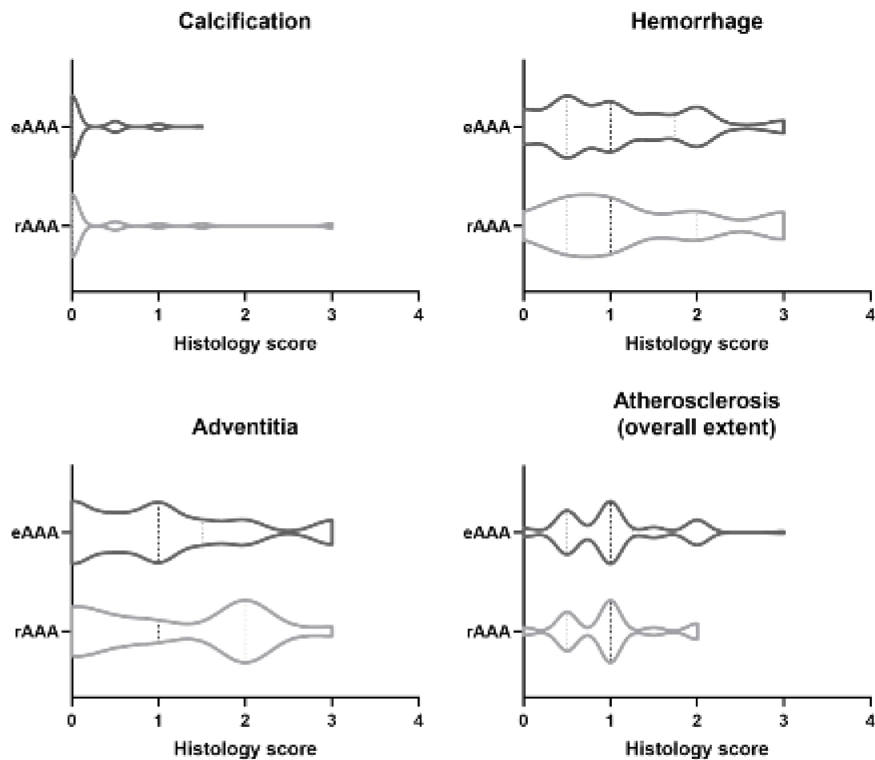 Calcification
eAAA
rAAA
0 1 2 3 4
Histology score
Hemorrhage
eAAA
rAAA
0 1 2 3 4
Histology score
Adventitia
eAAA
rAAA
0 1 2 3 4
Histology score
Atherosclerosis
(overall extent)
eAAA
rAAA
0 1 2 3 4
Histology score